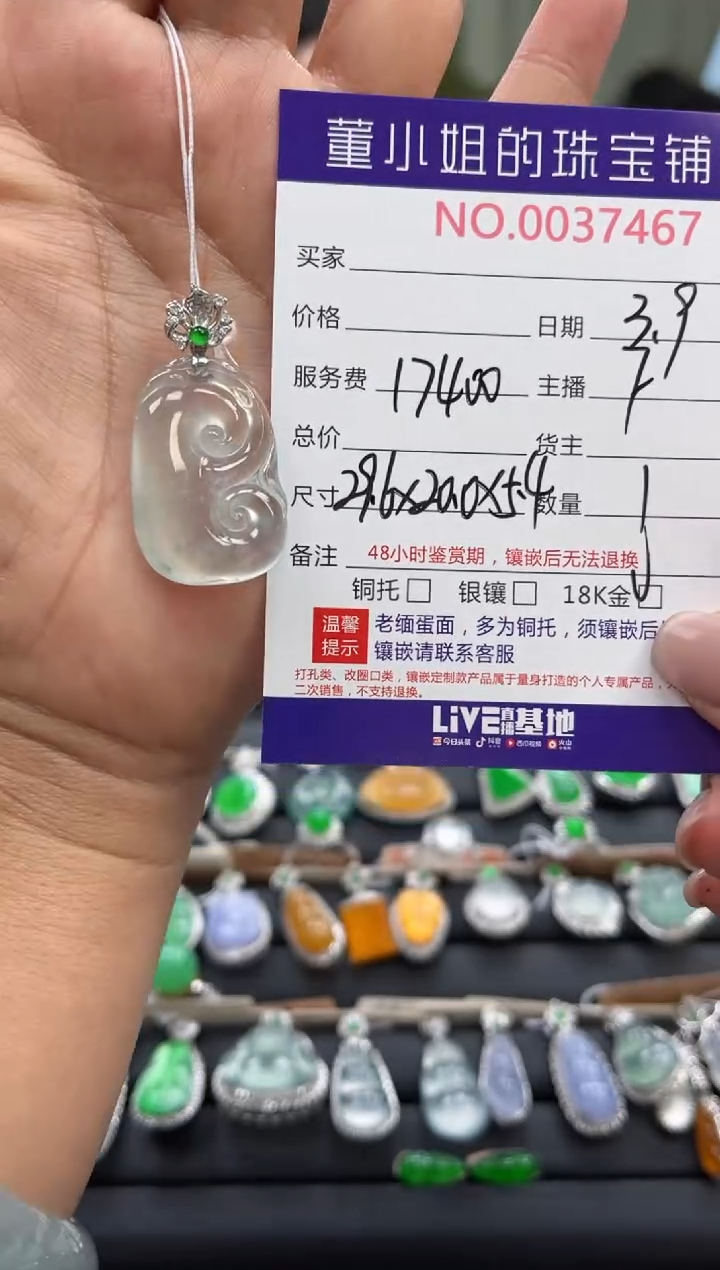 董小姐的珠宝铺
NO.0037467
买家
价格 日期 3.9
服务费 17400 主播
总价 货主
尺寸 29.6x20.0x5.4 数量 1
备注 48小时鉴赏期，镶嵌后无法退换
铜托 银镶 18K金
温馨提示 老缅蛋面，多为铜托，须镶嵌后
镶嵌请联系客服
打孔类、改圈口类，镶嵌定制款产品属于量身打造的个人专属产品，
二次销售，不支持退换。
LiVE直播基地
今日头条 抖音 西瓜视频 火山